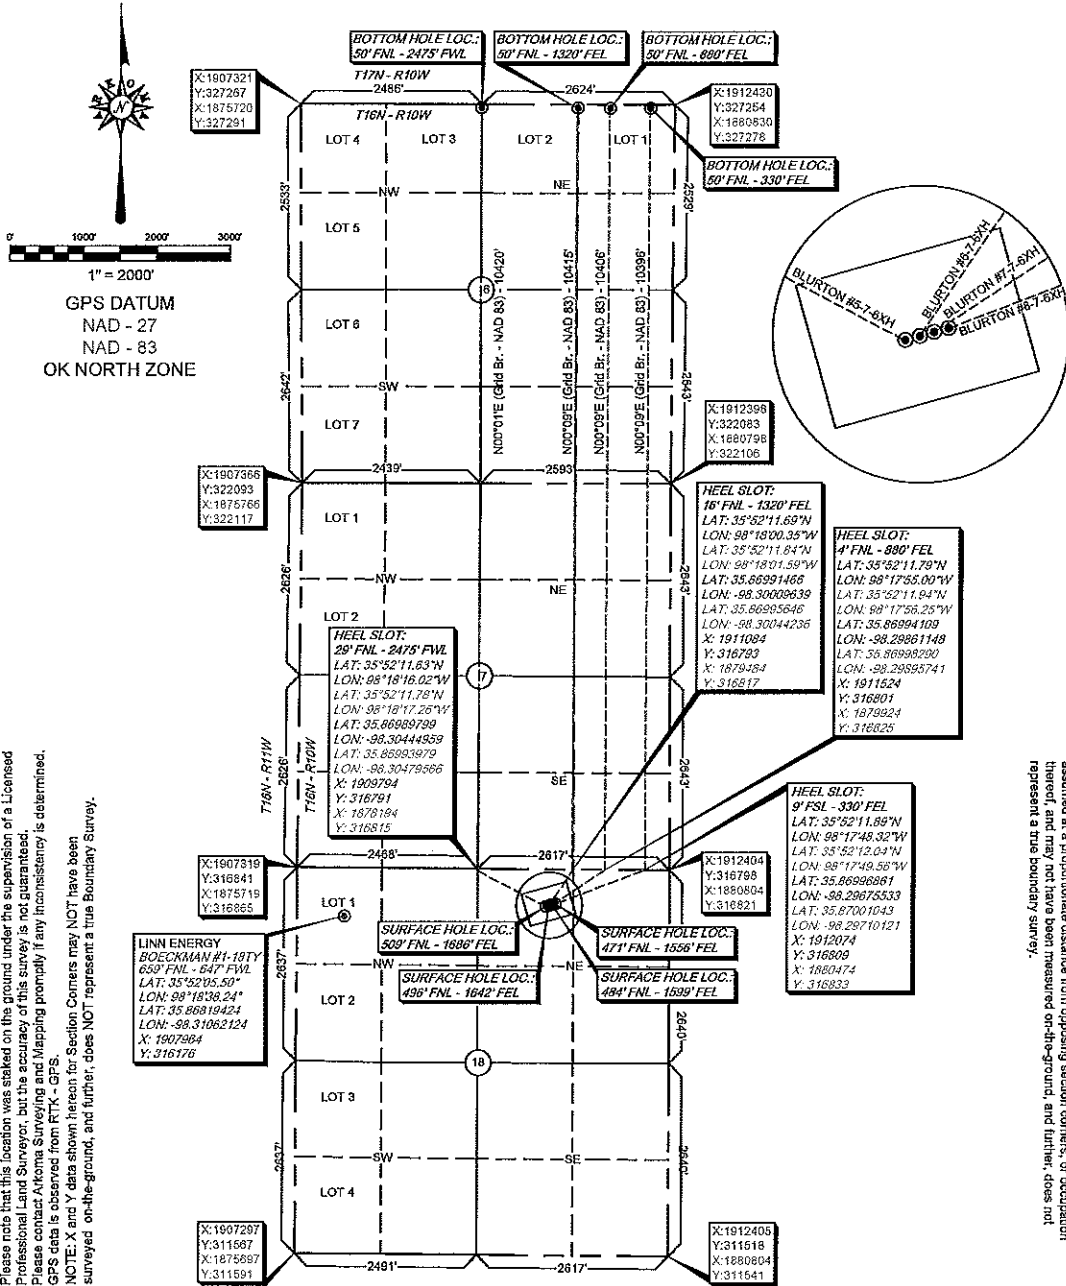 BOTTOM HOLE LOC.:
50' FNL - 2475' FWL
BOTTOM HOLE LOC.:
50' FNL - 1320' FEL
BOTTOM HOLE LOC.:
50' FNL - 880' FEL
X:1907321
Y:327267
X:1875720
Y:327291
T17N - R10W
2486'
2624'
T16N - R10W
X:1912420
Y:327254
X:1880830
Y:327278
N
LOT 4
LOT 3
LOT 2
LOT 1
BOTTOM HOLE LOC.:
50' FNL - 330' FEL
NW
NE
2533'
2529'
LOT 5
0' 1000' 2000' 3000'
1" = 2000'
GPS DATUM
NAD - 27
NAD - 83
OK NORTH ZONE
6
N00°01'E (Grid Br. - NAD 83) - 10420'
N00°09'E (Grid Br. - NAD 83) - 10415'
N00°09'E (Grid Br. - NAD 83) - 10406'
N00°09'E (Grid Br. - NAD 83) - 10396'
BLURTON #5-7-6XH
BLURTON #6-7-6XH
BLURTON #7-7-6XH
BLURTON #8-7-6XH
LOT 6
2642'
2643'
SW
LOT 7
X:1912398
Y:322083
X:1880798
Y:322106
X:1907366
Y:322093
X:1875766
Y:322117
2439'
2593'
LOT 1
HEEL SLOT:
16' FNL - 1320' FEL
LAT: 35°52'11.69"N
LON: 98°18'00.35"W
LAT: 35°52'11.84"N
LON: 98°18'01.59"W
LAT: 35.86991466
LON: -98.30009639
LAT: 35.86995646
LON: -98.30044236
X: 1911084
Y: 316793
X: 1879484
Y: 316817
HEEL SLOT:
4' FNL - 880' FEL
LAT: 35°52'11.79"N
LON: 98°17'55.00"W
LAT: 35°52'11.94"N
LON: 98°17'56.25"W
LAT: 35.86994109
LON: -98.29861148
LAT: 35.86998290
LON: -98.29895741
X: 1911524
Y: 316801
X: 1879924
Y: 316825
2626'
2643'
NW
NE
LOT 2
HEEL SLOT:
29' FNL - 2475' FWL
LAT: 35°52'11.63"N
LON: 98°18'16.02"W
LAT: 35°52'11.78"N
LON: 98°18'17.26"W
LAT: 35.86989799
LON: -98.30444959
LAT: 35.86993979
LON: -98.30479566
X: 1909794
Y: 316791
X: 1878194
Y: 316815
7
2626'
2643'
T16N - R11W
T16N - R10W
SE
HEEL SLOT:
9' FSL - 330' FEL
LAT: 35°52'11.89"N
LON: 98°17'48.32"W
LAT: 35°52'12.04"N
LON: 98°17'49.56"W
LAT: 35.86996861
LON: -98.29675533
LAT: 35.87001043
LON: -98.29710121
X: 1912074
Y: 316809
X: 1880474
Y: 316833
X:1907319
Y:316841
X:1875719
Y:316865
2468'
2617'
X:1912404
Y:316798
X:1880804
Y:316821
LOT 1
SURFACE HOLE LOC.:
509' FNL - 1686' FEL
SURFACE HOLE LOC.:
471' FNL - 1556' FEL
LINN ENERGY
BOECKMAN #1-18TY
659' FNL - 647' FWL
LAT: 35°52'05.50"
LON: 98°18'38.24"
LAT: 35.86819424
LON: -98.31062124
X: 1907964
Y: 316176
NW
NE
SURFACE HOLE LOC.:
496' FNL - 1642' FEL
SURFACE HOLE LOC.:
484' FNL - 1599' FEL
2637'
2640'
LOT 2
18
LOT 3
2637'
2640'
SW
SE
LOT 4
X:1907297
Y:311567
X:1875697
Y:311591
2491'
2617'
X:1912405
Y:311518
X:1880804
Y:311541
Please note that this location was staked on the ground under the supervision of a Licensed
Professional Land Surveyor, but the accuracy of this survey is not guaranteed.
Please contact Arkoma Surveying and Mapping promptly if any inconsistency is determined.
GPS data is observed from RTK - GPS.
NOTE: X and Y data shown hereon for Section Corners may NOT have been
surveyed on-the-ground, and further, does NOT represent a true Boundary Survey.
assumed at a proportionate distance from opposing section corners, or occupation
thereof, and may not have been measured on-the-ground, and further, does not
represent a true boundary survey.